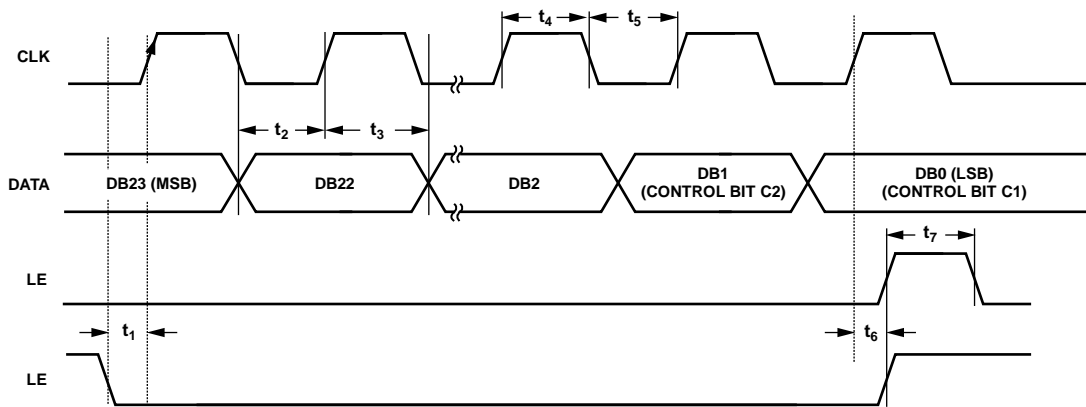 t₄ t₅
CLK
t₂ t₃
DATA DB23 (MSB) DB22 DB2 DB1 DB0 (LSB)
(CONTROL BIT C2) (CONTROL BIT C1)
t₇
LE
t₁ t₆
LE